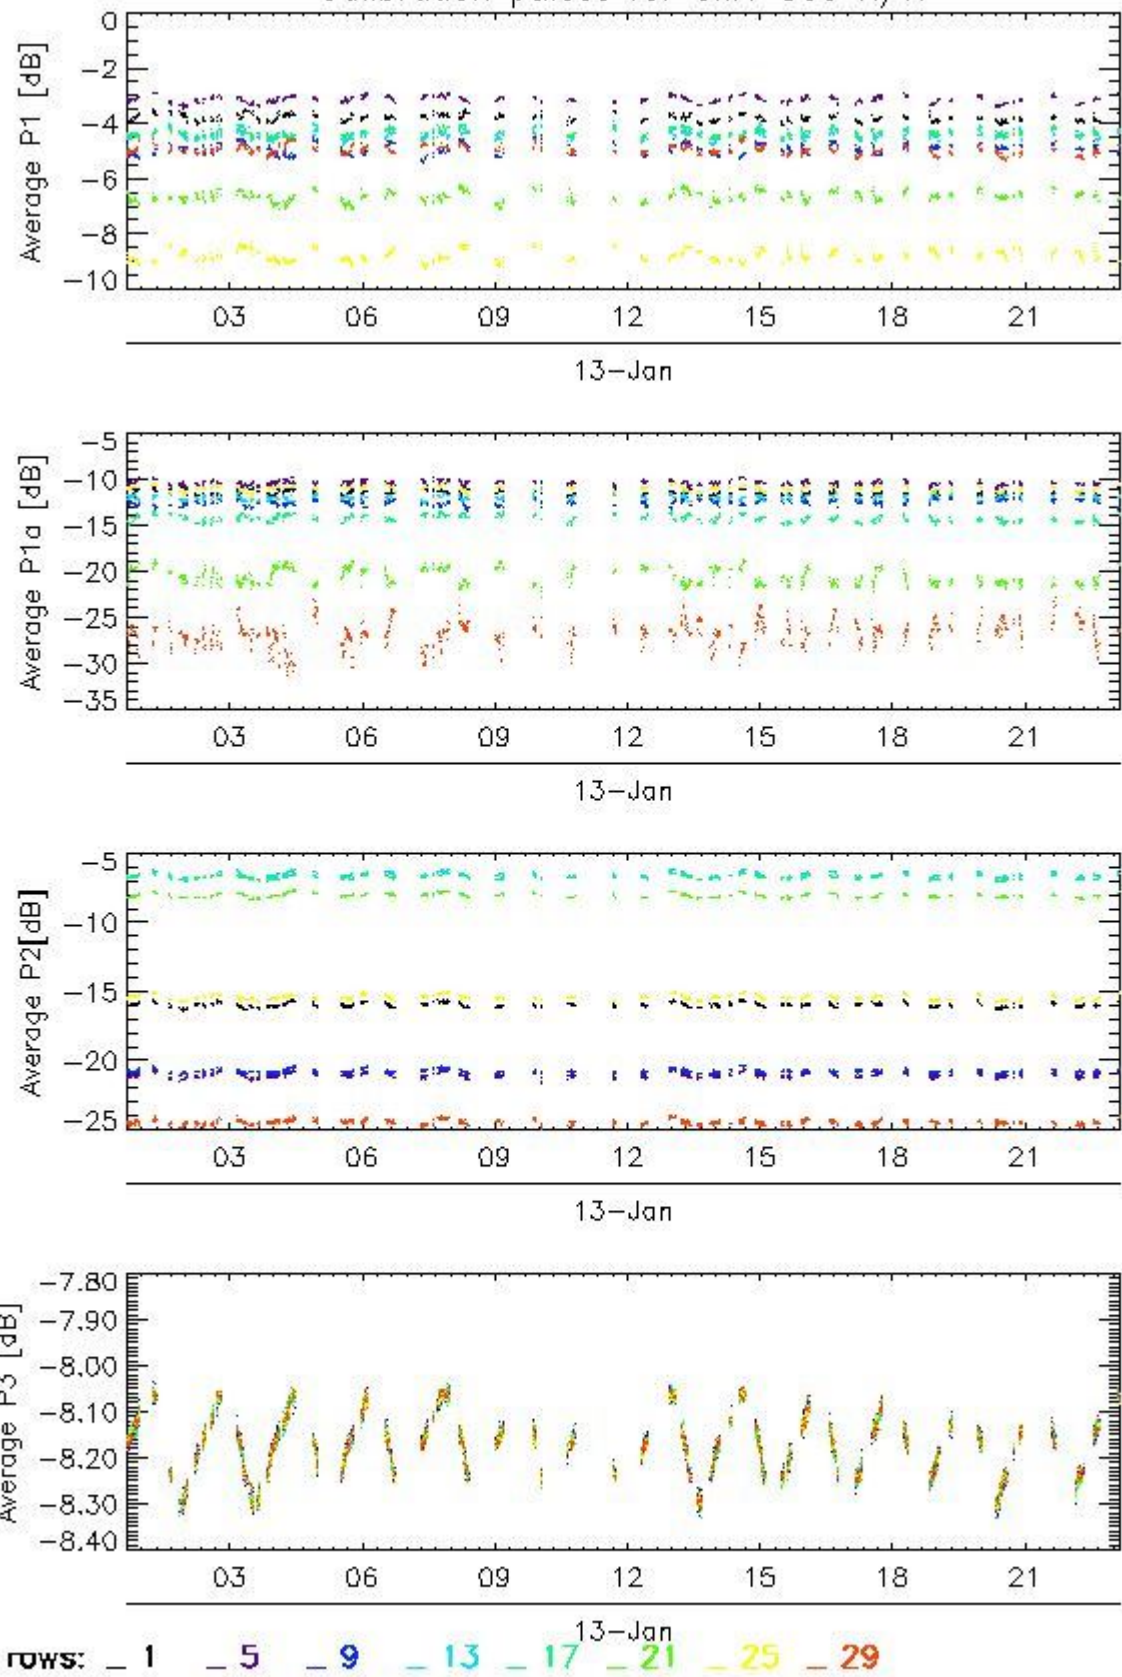 0
-2
-4
-6
-8
-10
Average P1 [dB]
03 06 09 12 15 18 21
13-Jan
-5
-10
-15
-20
-25
-30
-35
Average P1a [dB]
03 06 09 12 15 18 21
13-Jan
-5
-10
-15
-20
-25
Average P2[dB]
03 06 09 12 15 18 21
13-Jan
-7.80
-7.90
-8.00
-8.10
-8.20
-8.30
-8.40
Average P3 [dB]
03 06 09 12 15 18 21
13-Jan
rows: _ 1 _ 5 _ 9 _ 13 _ 17 _ 21 _ 25 _ 29